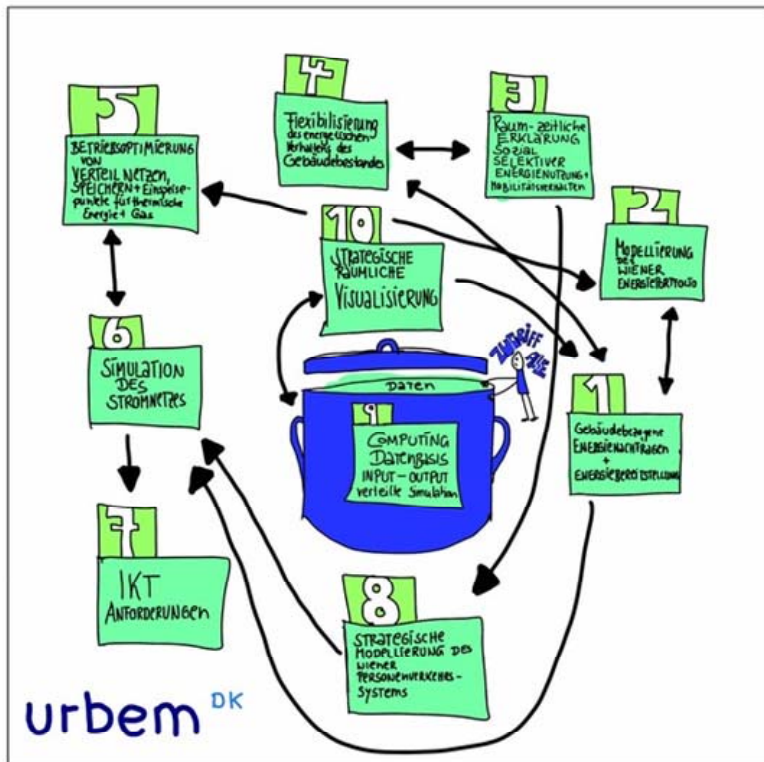 5
BETRIEBSOPTIMIERUNG
VON
VERTEILNETZEN,
SPEICHERN + Einspeise-
punkte für thermische
Energie + Gas
4
Flexibilisierung
des energetischen
Verhaltens des
Gebäudebestandes
3
Raum-zeitliche
ERKLÄRUNG
SOZIAL
SELEKTIVER
ENERGIENUTZUNG +
MOBILITÄTSVERHALTEN
2
MODELLIERUNG
DES
WIENER
ENERGIEPORTFOLIO
10
STRATEGISCHE
RÄUMLICHE
VISUALISIERUNG
6
SIMULATION
DES
STROMNETZES
ZUGRIFF
DATEN
9
COMPUTING
DATENBASIS
INPUT-OUTPUT
verteilte Simulation
1
Gebäudebezogene
ENERGIENACHFRAGEN
+
ENERGIEBEREITSTELLUNG
7
IKT
ANFORDERUNGEN
8
STRATEGISCHE
MODELLIERUNG DES
WIENER
PERSONENVERKEHRS-
SYSTEMS
urbem DK